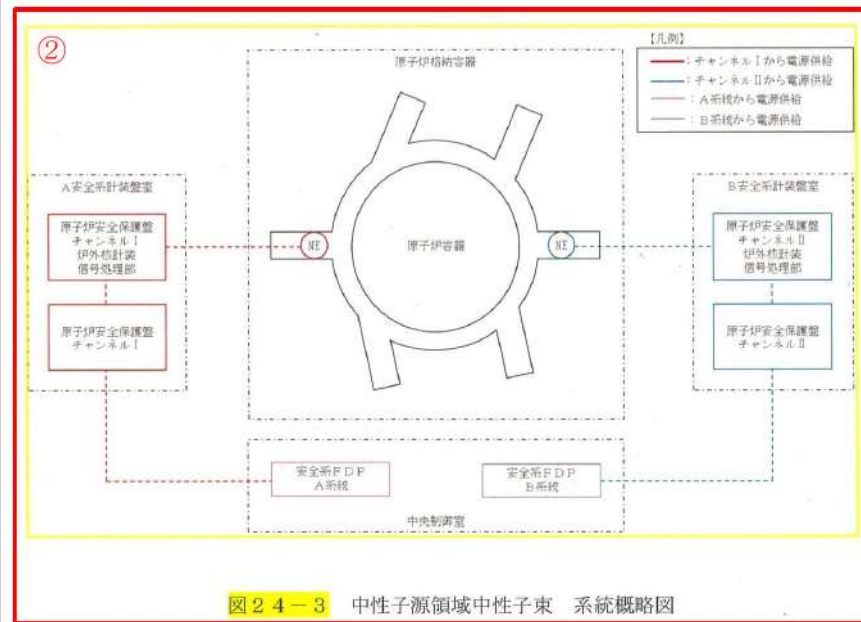 ②
【凡例】
:チャンネルⅠから電源供給
:チャンネルⅡから電源供給
:A系統から電源供給
:B系統から電源供給
原子炉格納容器
A安全系計装盤室
原子炉安全保護盤
チャンネルⅠ
炉外核計装
信号処理部
原子炉安全保護盤
チャンネルⅠ
NE
原子炉容器
NE
B安全系計装盤室
原子炉安全保護盤
チャンネルⅡ
炉外核計装
信号処理部
原子炉安全保護盤
チャンネルⅡ
安全系FDP
A系統
安全系FDP
B系統
中央制御室
図24-3 中性子源領域中性子束 系統概略図